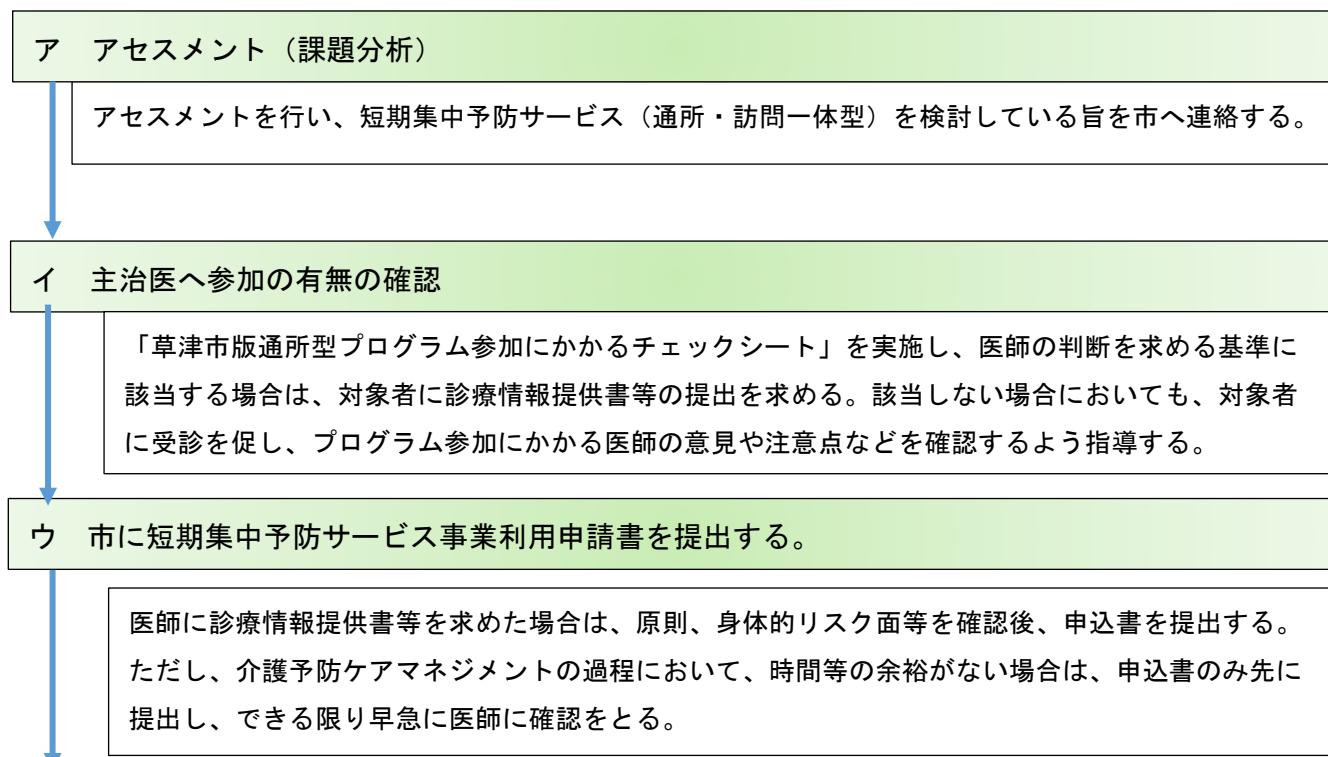 ア アセスメント（課題分析）
アセスメントを行い、短期集中予防サービス（通所・訪問一体型）を検討している旨を市へ連絡する。
イ 主治医へ参加の有無の確認
「草津市版通所型プログラム参加にかかるチェックシート」を実施し、医師の判断を求める基準に
該当する場合は、対象者に診療情報提供書等の提出を求める。該当しない場合においても、対象者
に受診を促し、プログラム参加にかかる医師の意見や注意点などを確認するよう指導する。
ウ 市に短期集中予防サービス事業利用申請書を提出する。
医師に診療情報提供書等を求めた場合は、原則、身体的リスク面等を確認後、申込書を提出する。
ただし、介護予防ケアマネジメントの過程において、時間等の余裕がない場合は、申込書のみ先に
提出し、できる限り早急に医師に確認をとる。